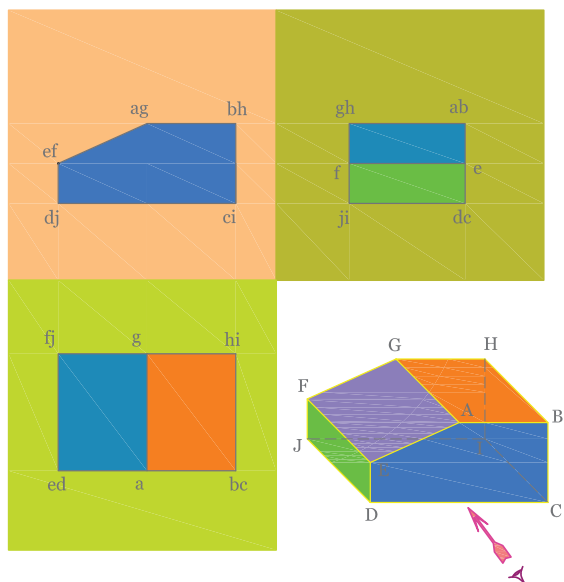 ag bh gh ab
ef f e
dj ci ji dc
fj g hi
G H
F A B
J I
E
ed a bc
D C